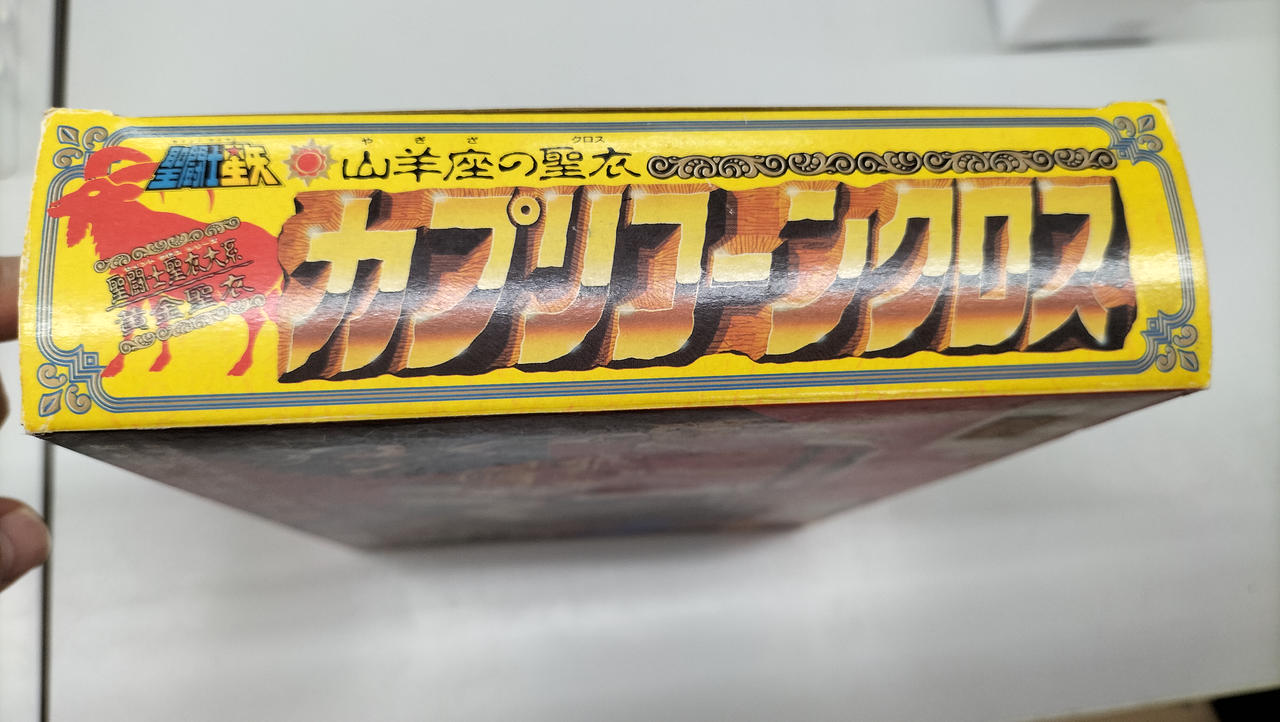 聖闘士星矢
山羊座の聖衣
やぎざ クロス
カプリコーンクロス
聖闘士聖衣大系
黄金聖衣